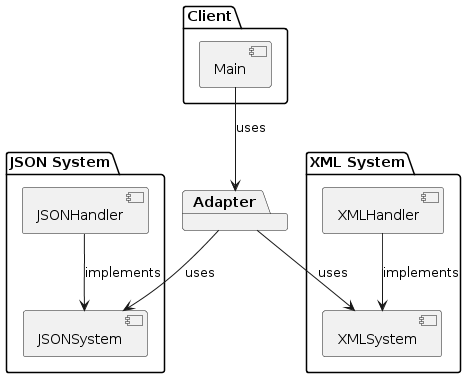 Client
Main
uses
JSON System
XML System
JSONHandler
Adapter
XMLHandler
implements
uses
uses
implements
JSONSystem
XMLSystem